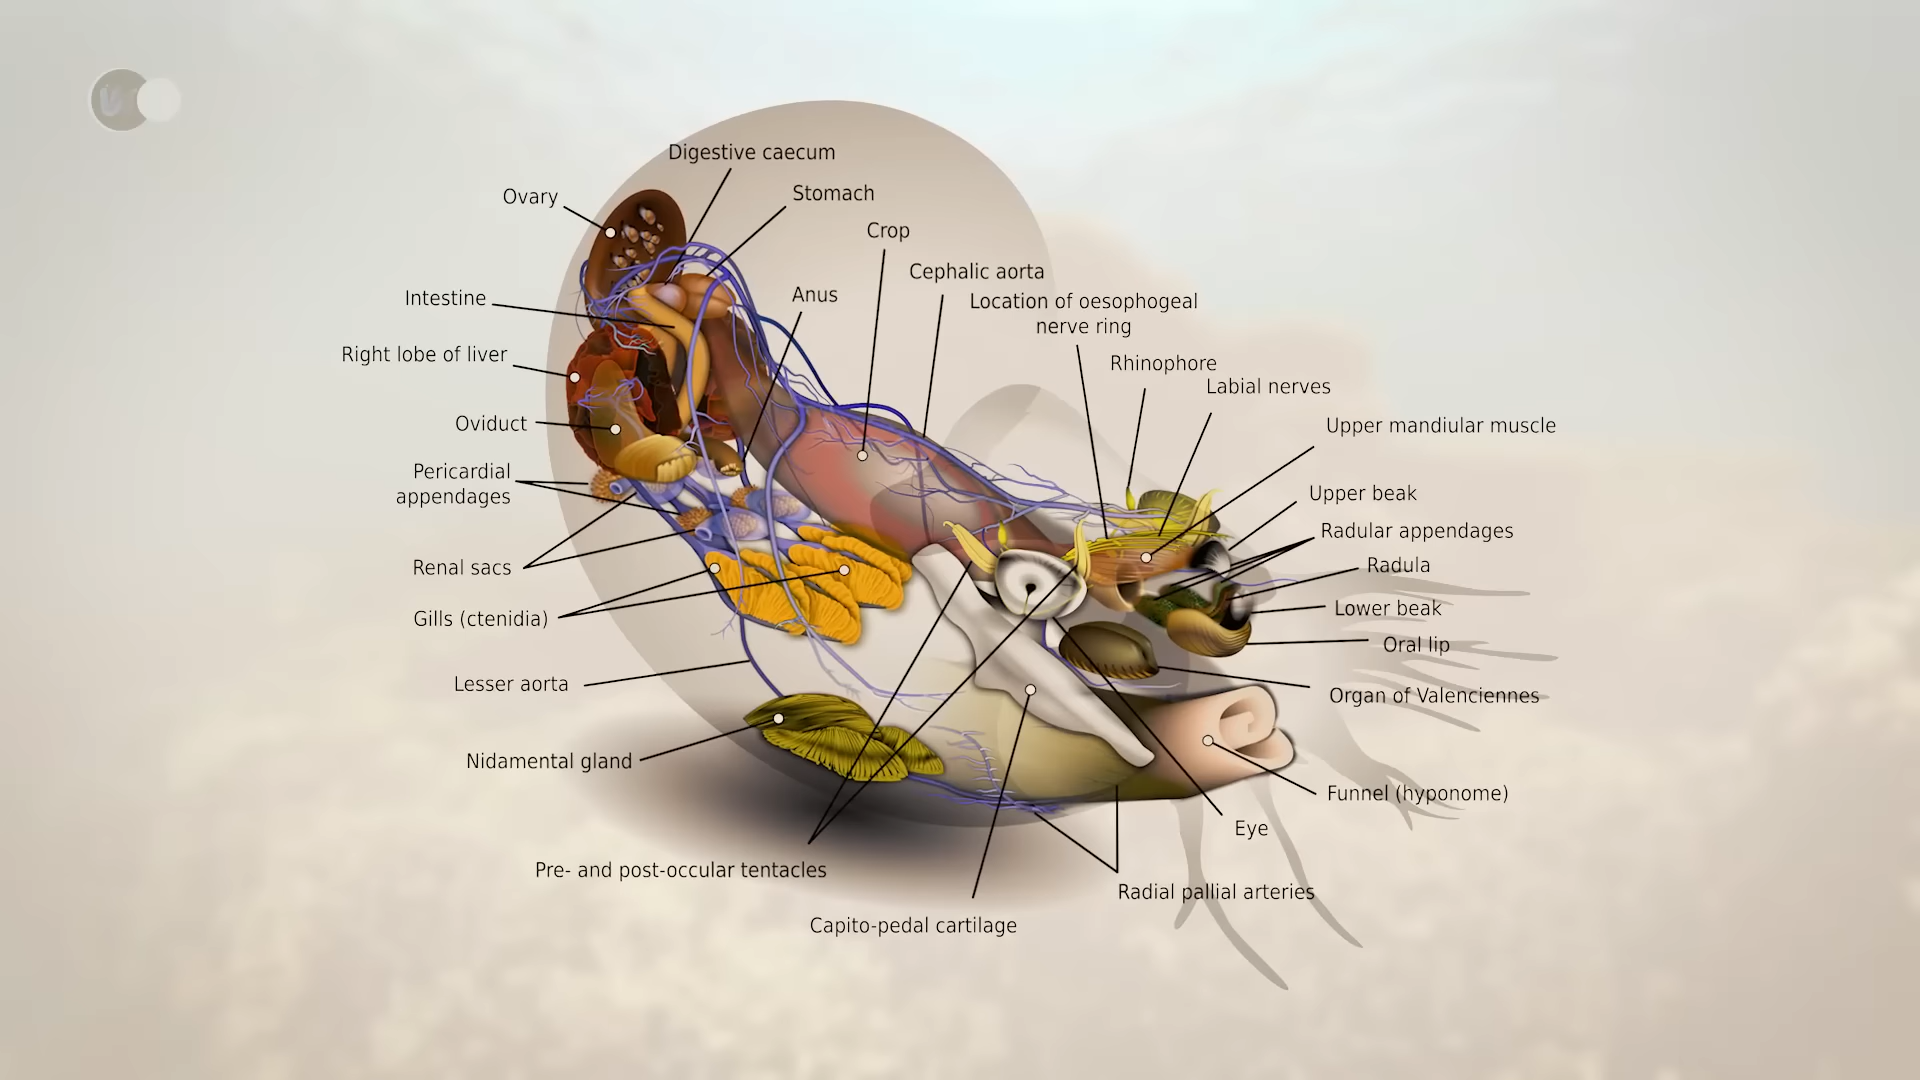 Digestive caecum
Ovary
Stomach
Crop
Cephalic aorta
Intestine
Anus
Location of oesophogeal
nerve ring
Right lobe of liver
Rhinophore
Labial nerves
Oviduct
Upper mandiular muscle
Pericardial
appendages
Upper beak
Radular appendages
Renal sacs
Radula
Gills (ctenidia)
Lower beak
Oral lip
Lesser aorta
Organ of Valenciennes
Nidamental gland
Funnel (hyponome)
Eye
Pre- and post-occular tentacles
Radial pallial arteries
Capito-pedal cartilage